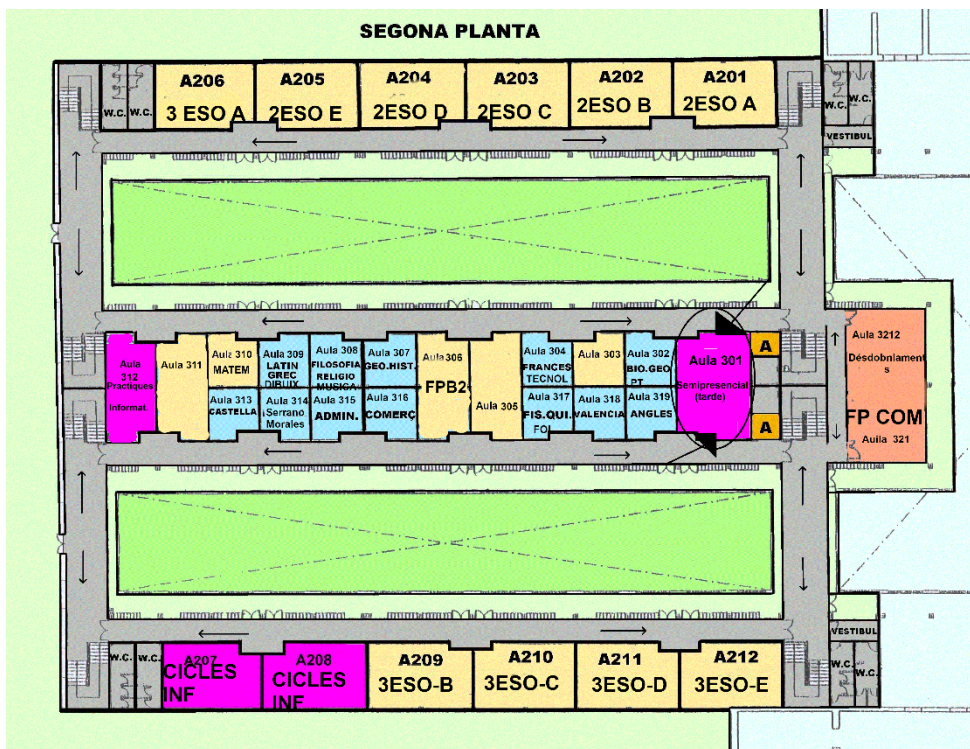 SEGONA PLANTA
A206
3 ESO A
A205
2ESO E
A204
2ESO D
A203
2ESO C
A202
2ESO B
A201
2ESO A
W.C.
W.C.
W.C.
W.C.
VESTIBUL
Aula
312
Practiques
Informat.
Aula 311
Aula 310
MATEM
Aula 309
LATIN
GREC
DIBUIX
Aula 308
FILOSOFIA
RELIGIO
MUSICA
Aula 307
GEO.HIST.
Aula 306
FPB2
Aula 305
Aula 304
FRANCES
TECNOL
Aula 303
Aula 302
BIO.GEO
PT
Aula 301
Semipresencial
(tarde)
A
A
Aula 313
CASTELLA
Aula 314
Serrano
Morales
Aula 315
ADMIN.
Aula 316
COMERÇ
Aula 317
FIS.QUI.
FOL
Aula 318
VALENCIA
Aula 319
ANGLES
Aula 3212
Désdoblament
s
FP COM
Auila 321
W.C.
W.C.
A207
CICLES
INF
A208
CICLES
INF
A209
3ESO-B
A210
3ESO-C
A211
3ESO-D
A212
3ESO-E
VESTIBUL
W.C.
W.C.